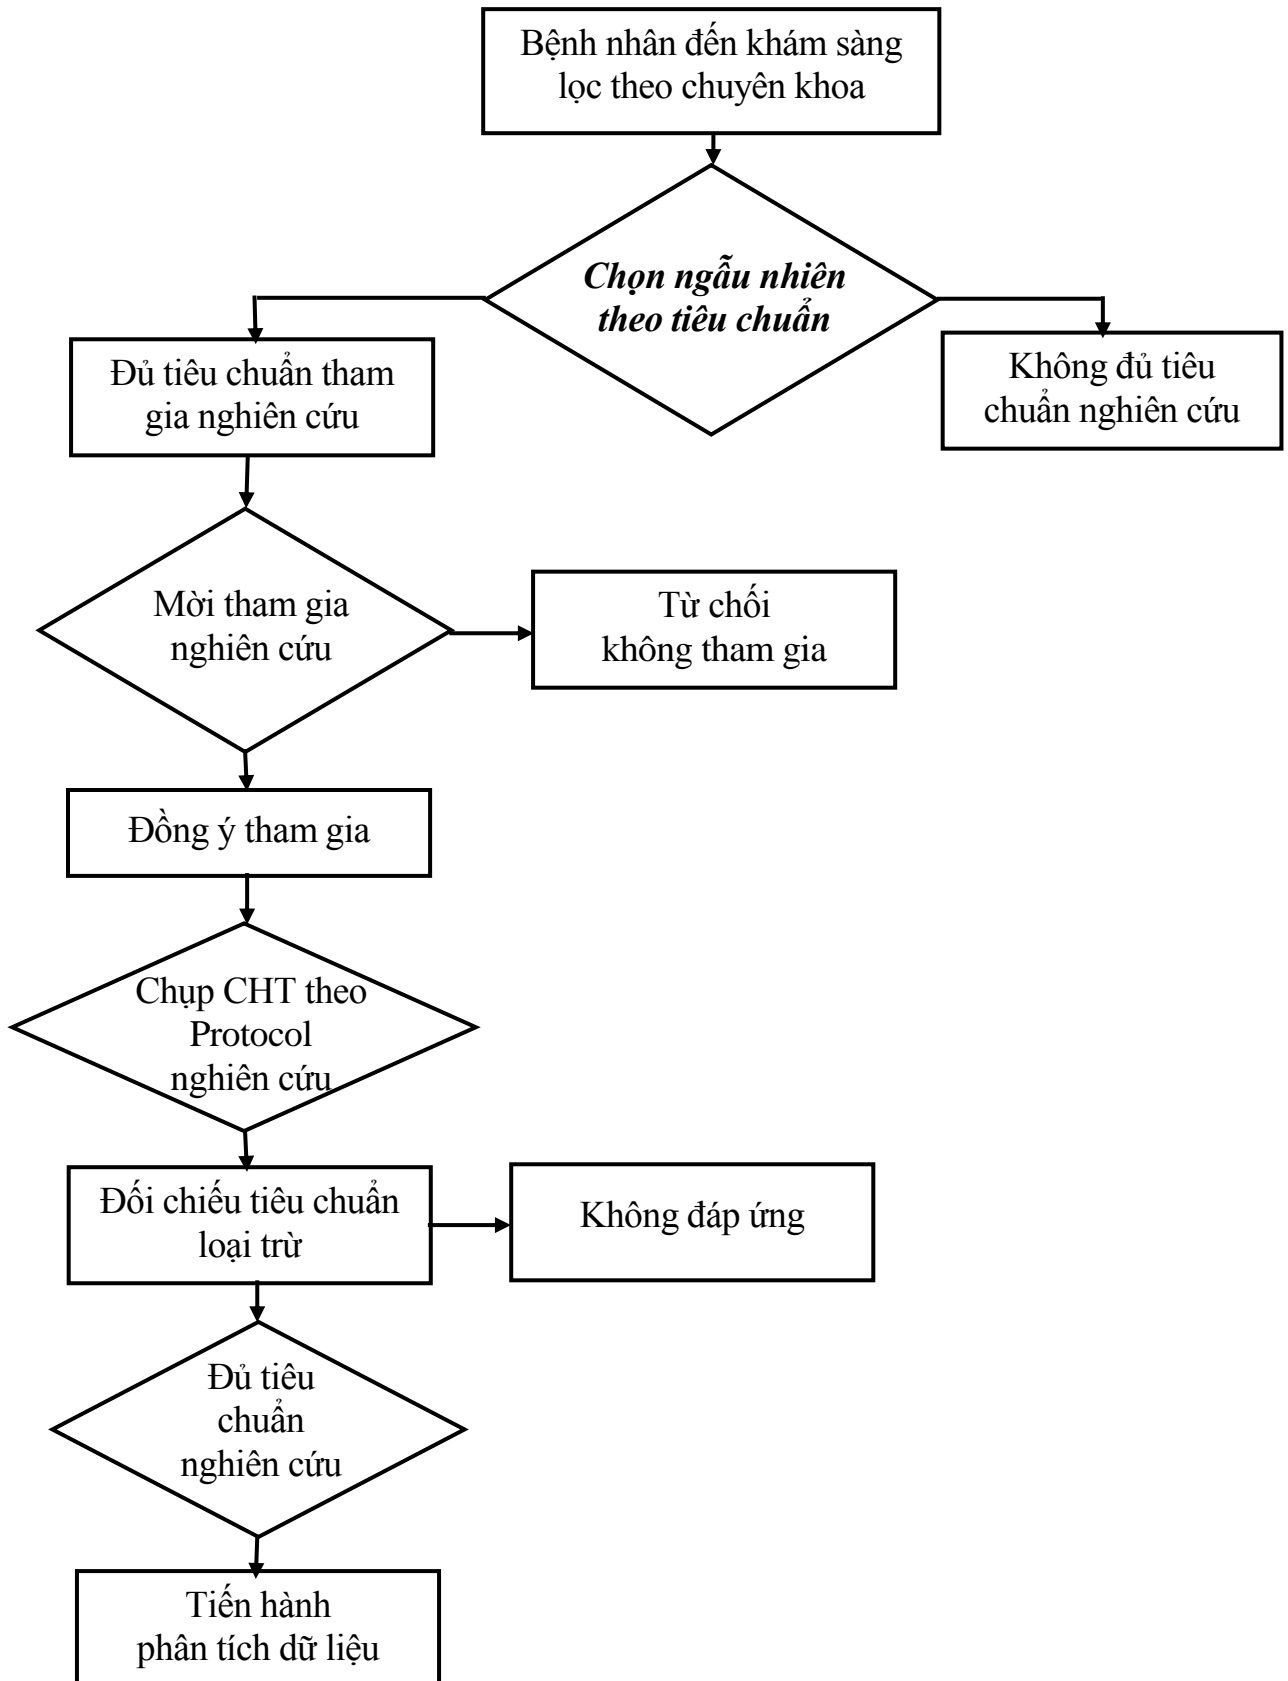 Bệnh nhân đến khám sàng
lọc theo chuyên khoa
Chọn ngẫu nhiên
theo tiêu chuẩn
Đủ tiêu chuẩn tham
gia nghiên cứu
Không đủ tiêu
chuẩn nghiên cứu
Mời tham gia
nghiên cứu
Từ chối
không tham gia
Đồng ý tham gia
Chụp CHT theo
Protocol
nghiên cứu
Đối chiếu tiêu chuẩn
loại trừ
Không đáp ứng
Đủ tiêu
chuẩn
nghiên cứu
Tiến hành
phân tích dữ liệu